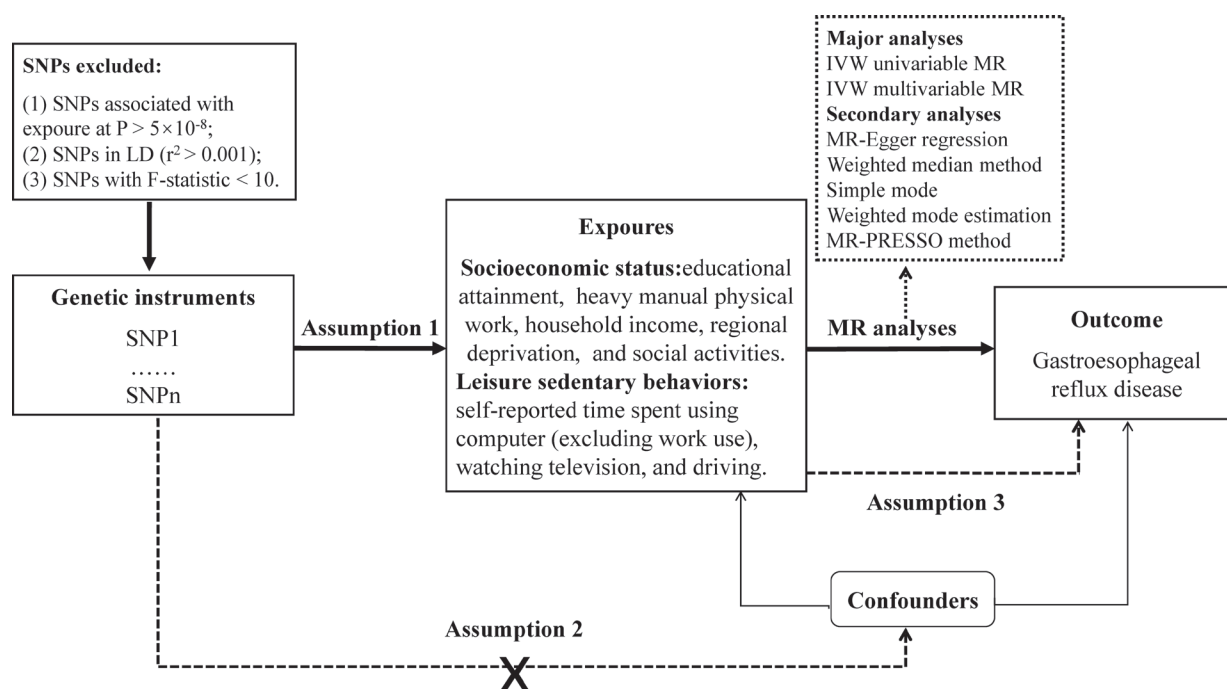 SNPs excluded:
(1) SNPs associated with
expoure at P > 5×10⁻⁸;
(2) SNPs in LD (r² > 0.001);
(3) SNPs with F-statistic < 10.
Major analyses
IVW univariable MR
IVW multivariable MR
Secondary analyses
MR-Egger regression
Weighted median method
Simple mode
Weighted mode estimation
MR-PRESSO method
Genetic instruments
SNP1
......
SNPn
Assumption 1
Expoures
Socioeconomic status:educational
attainment, heavy manual physical
work, household income, regional
deprivation, and social activities.
Leisure sedentary behaviors:
self-reported time spent using
computer (excluding work use),
watching television, and driving.
MR analyses
Outcome
Gastroesophageal
reflux disease
Assumption 3
Confounders
Assumption 2
X